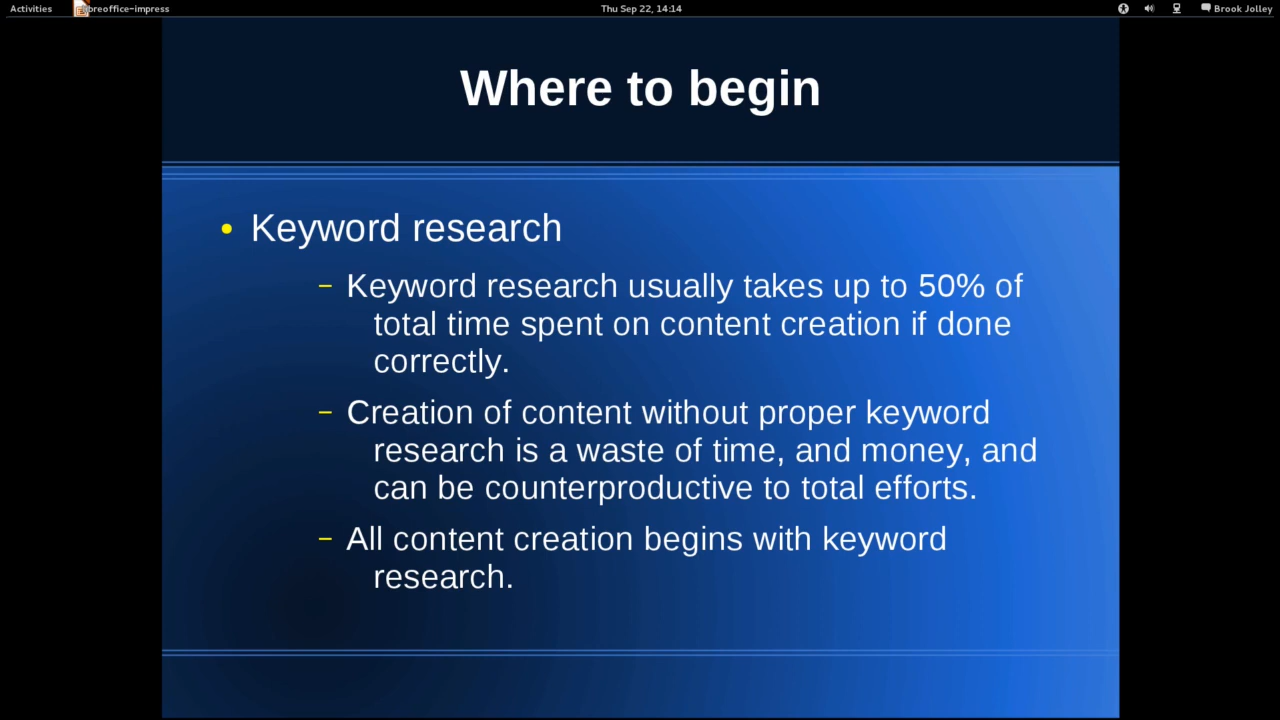 Activities breoffice-impress Thu Sep 22, 14:14 Brook Jolley
Where to begin
• Keyword research
– Keyword research usually takes up to 50% of
total time spent on content creation if done
correctly.
– Creation of content without proper keyword
research is a waste of time, and money, and
can be counterproductive to total efforts.
– All content creation begins with keyword
research.